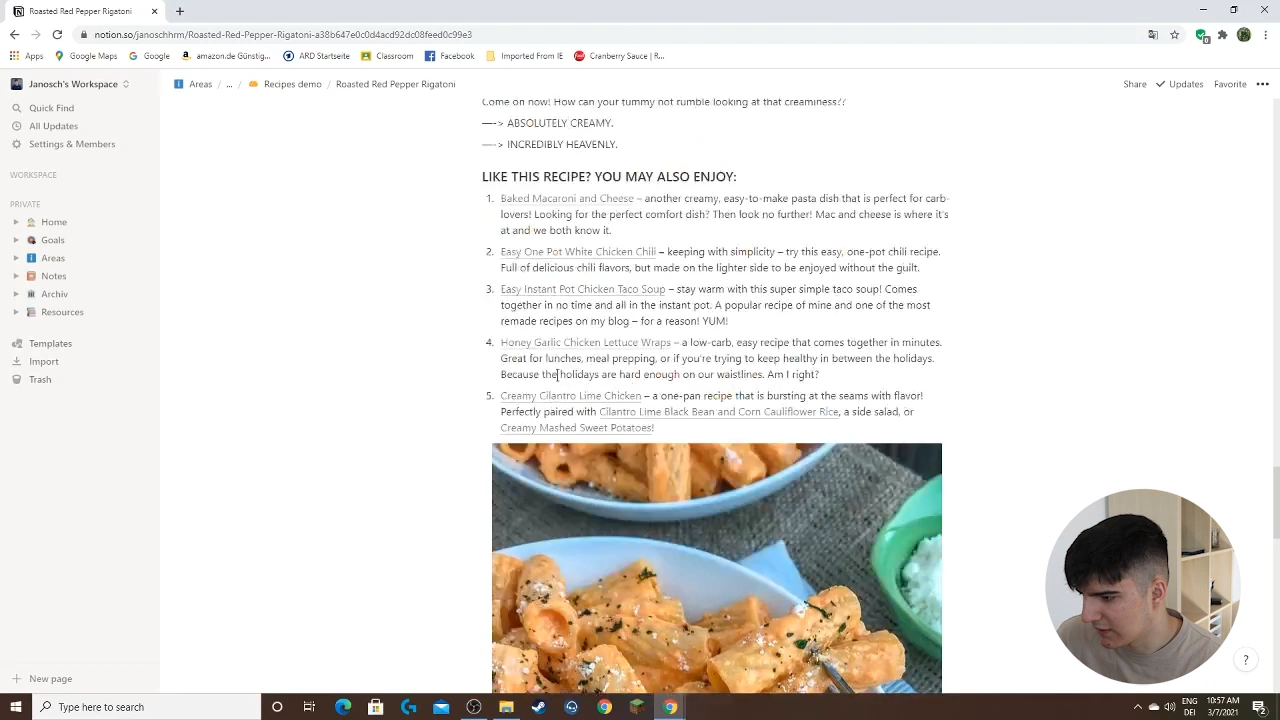 Roasted Red Pepper Rigatoni
notion.so/janoschhrm/Roasted-Red-Pepper-Rigatoni-a38b647e0c0d4acd92dc08feed0c99e3
Apps Google Maps Google amazon.de Günstig... ARD Startseite Classroom Facebook Imported From IE Cranberry Sauce | R...
Janosch's Workspace
Areas / ... / Recipes demo / Roasted Red Pepper Rigatoni
Share Updates Favorite
Quick Find
All Updates
Settings & Members
WORKSPACE
PRIVATE
Home
Goals
Areas
Notes
Archiv
Resources
Templates
Import
Trash
New page
Come on now! How can your tummy not rumble looking at that creaminess??
—-> ABSOLUTELY CREAMY.
—-> INCREDIBLY HEAVENLY.
LIKE THIS RECIPE? YOU MAY ALSO ENJOY:
1. Baked Macaroni and Cheese – another creamy, easy-to-make pasta dish that is perfect for carb-
lovers! Looking for the perfect comfort dish? Then look no further! Mac and cheese is where it's
at and we both know it.
2. Easy One Pot White Chicken Chili – keeping with simplicity – try this easy, one-pot chili recipe.
Full of delicious chili flavors, but made on the lighter side to be enjoyed without the guilt.
3. Easy Instant Pot Chicken Taco Soup – stay warm with this super simple taco soup! Comes
together in no time and all in the instant pot. A popular recipe of mine and one of the most
remade recipes on my blog – for a reason! YUM!
4. Honey Garlic Chicken Lettuce Wraps – a low-carb, easy recipe that comes together in minutes.
Great for lunches, meal prepping, or if you're trying to keep healthy in between the holidays.
Because the holidays are hard enough on our waistlines. Am I right?
5. Creamy Cilantro Lime Chicken – a one-pan recipe that is bursting at the seams with flavor!
Perfectly paired with Cilantro Lime Black Bean and Corn Cauliflower Rice, a side salad, or
Creamy Mashed Sweet Potatoes!
?
Type here to search
ENG
DEI
10:57 AM
3/7/2021